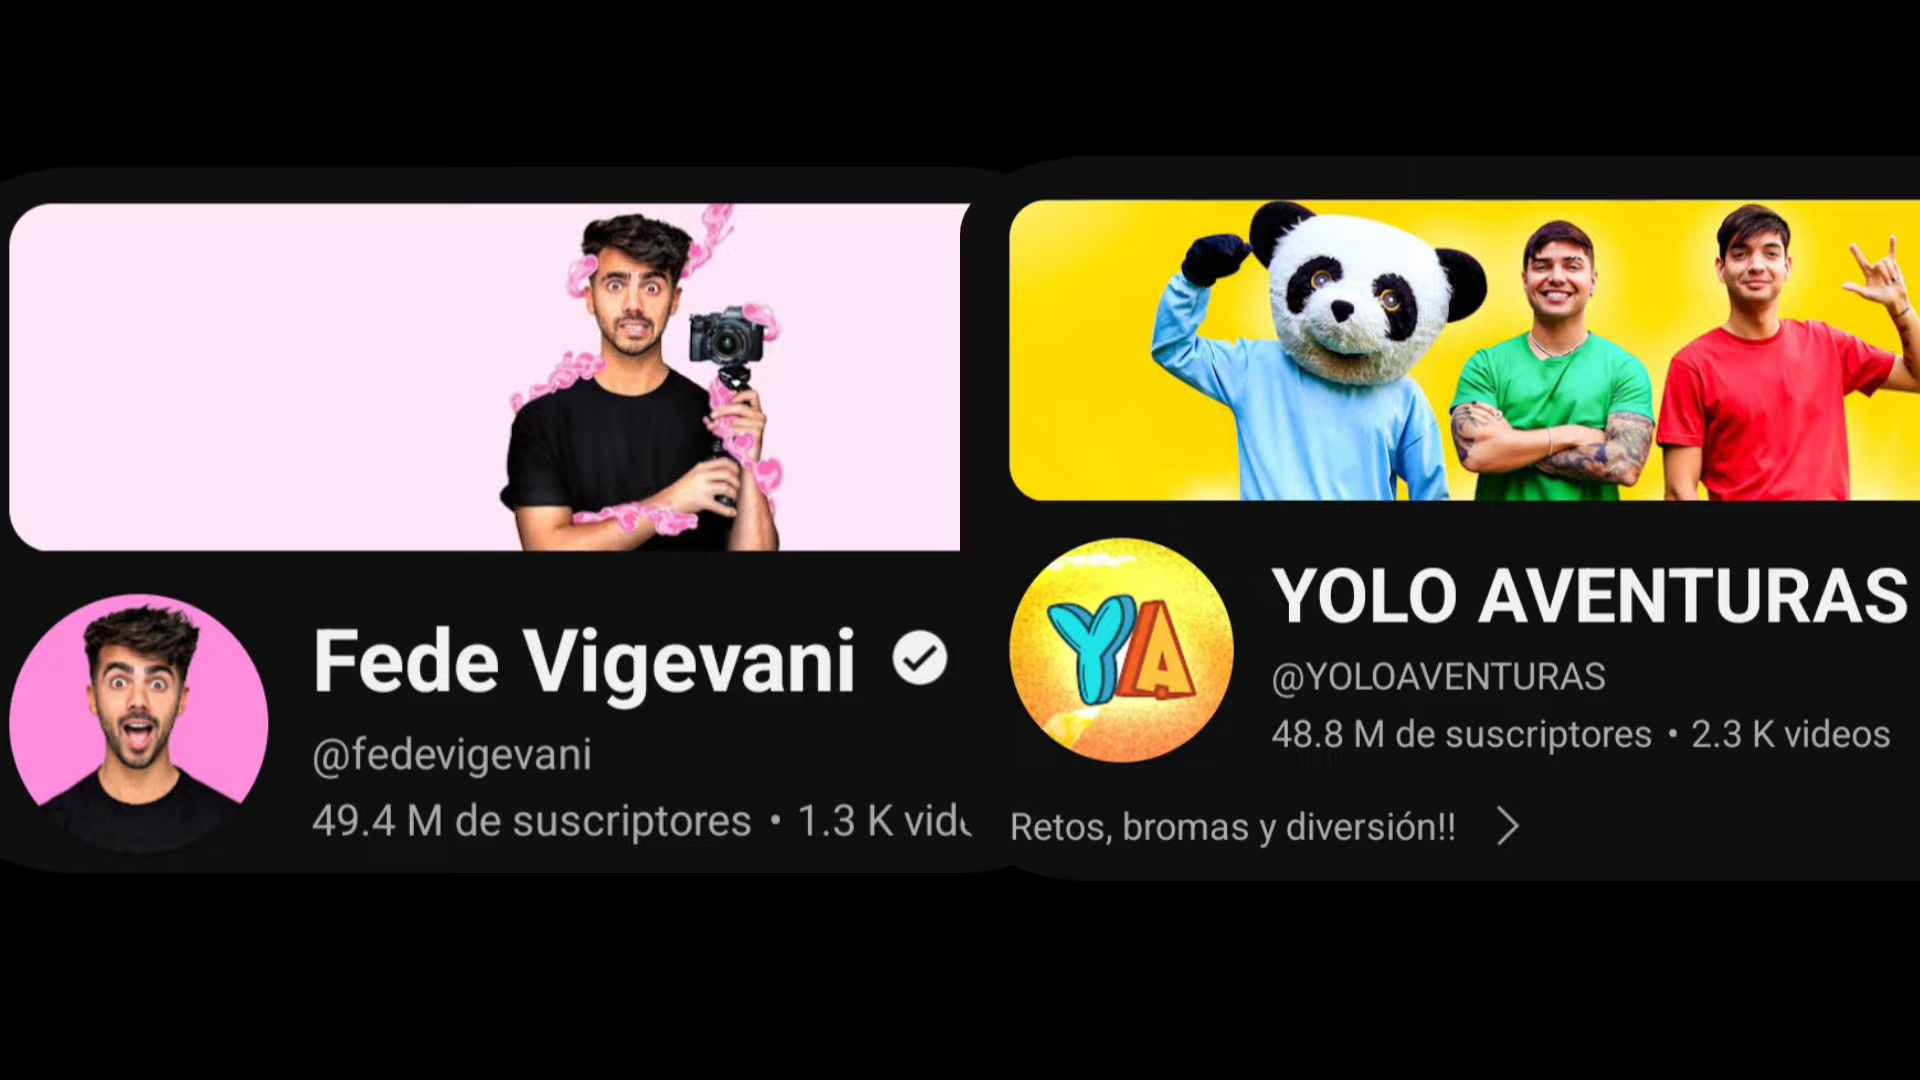 Fede Vigevani
@fedevigevani
49.4 M de suscriptores • 1.3 K vid
YA
YOLO AVENTURAS
@YOLOAVENTURAS
48.8 M de suscriptores • 2.3 K videos
Retos, bromas y diversión!!